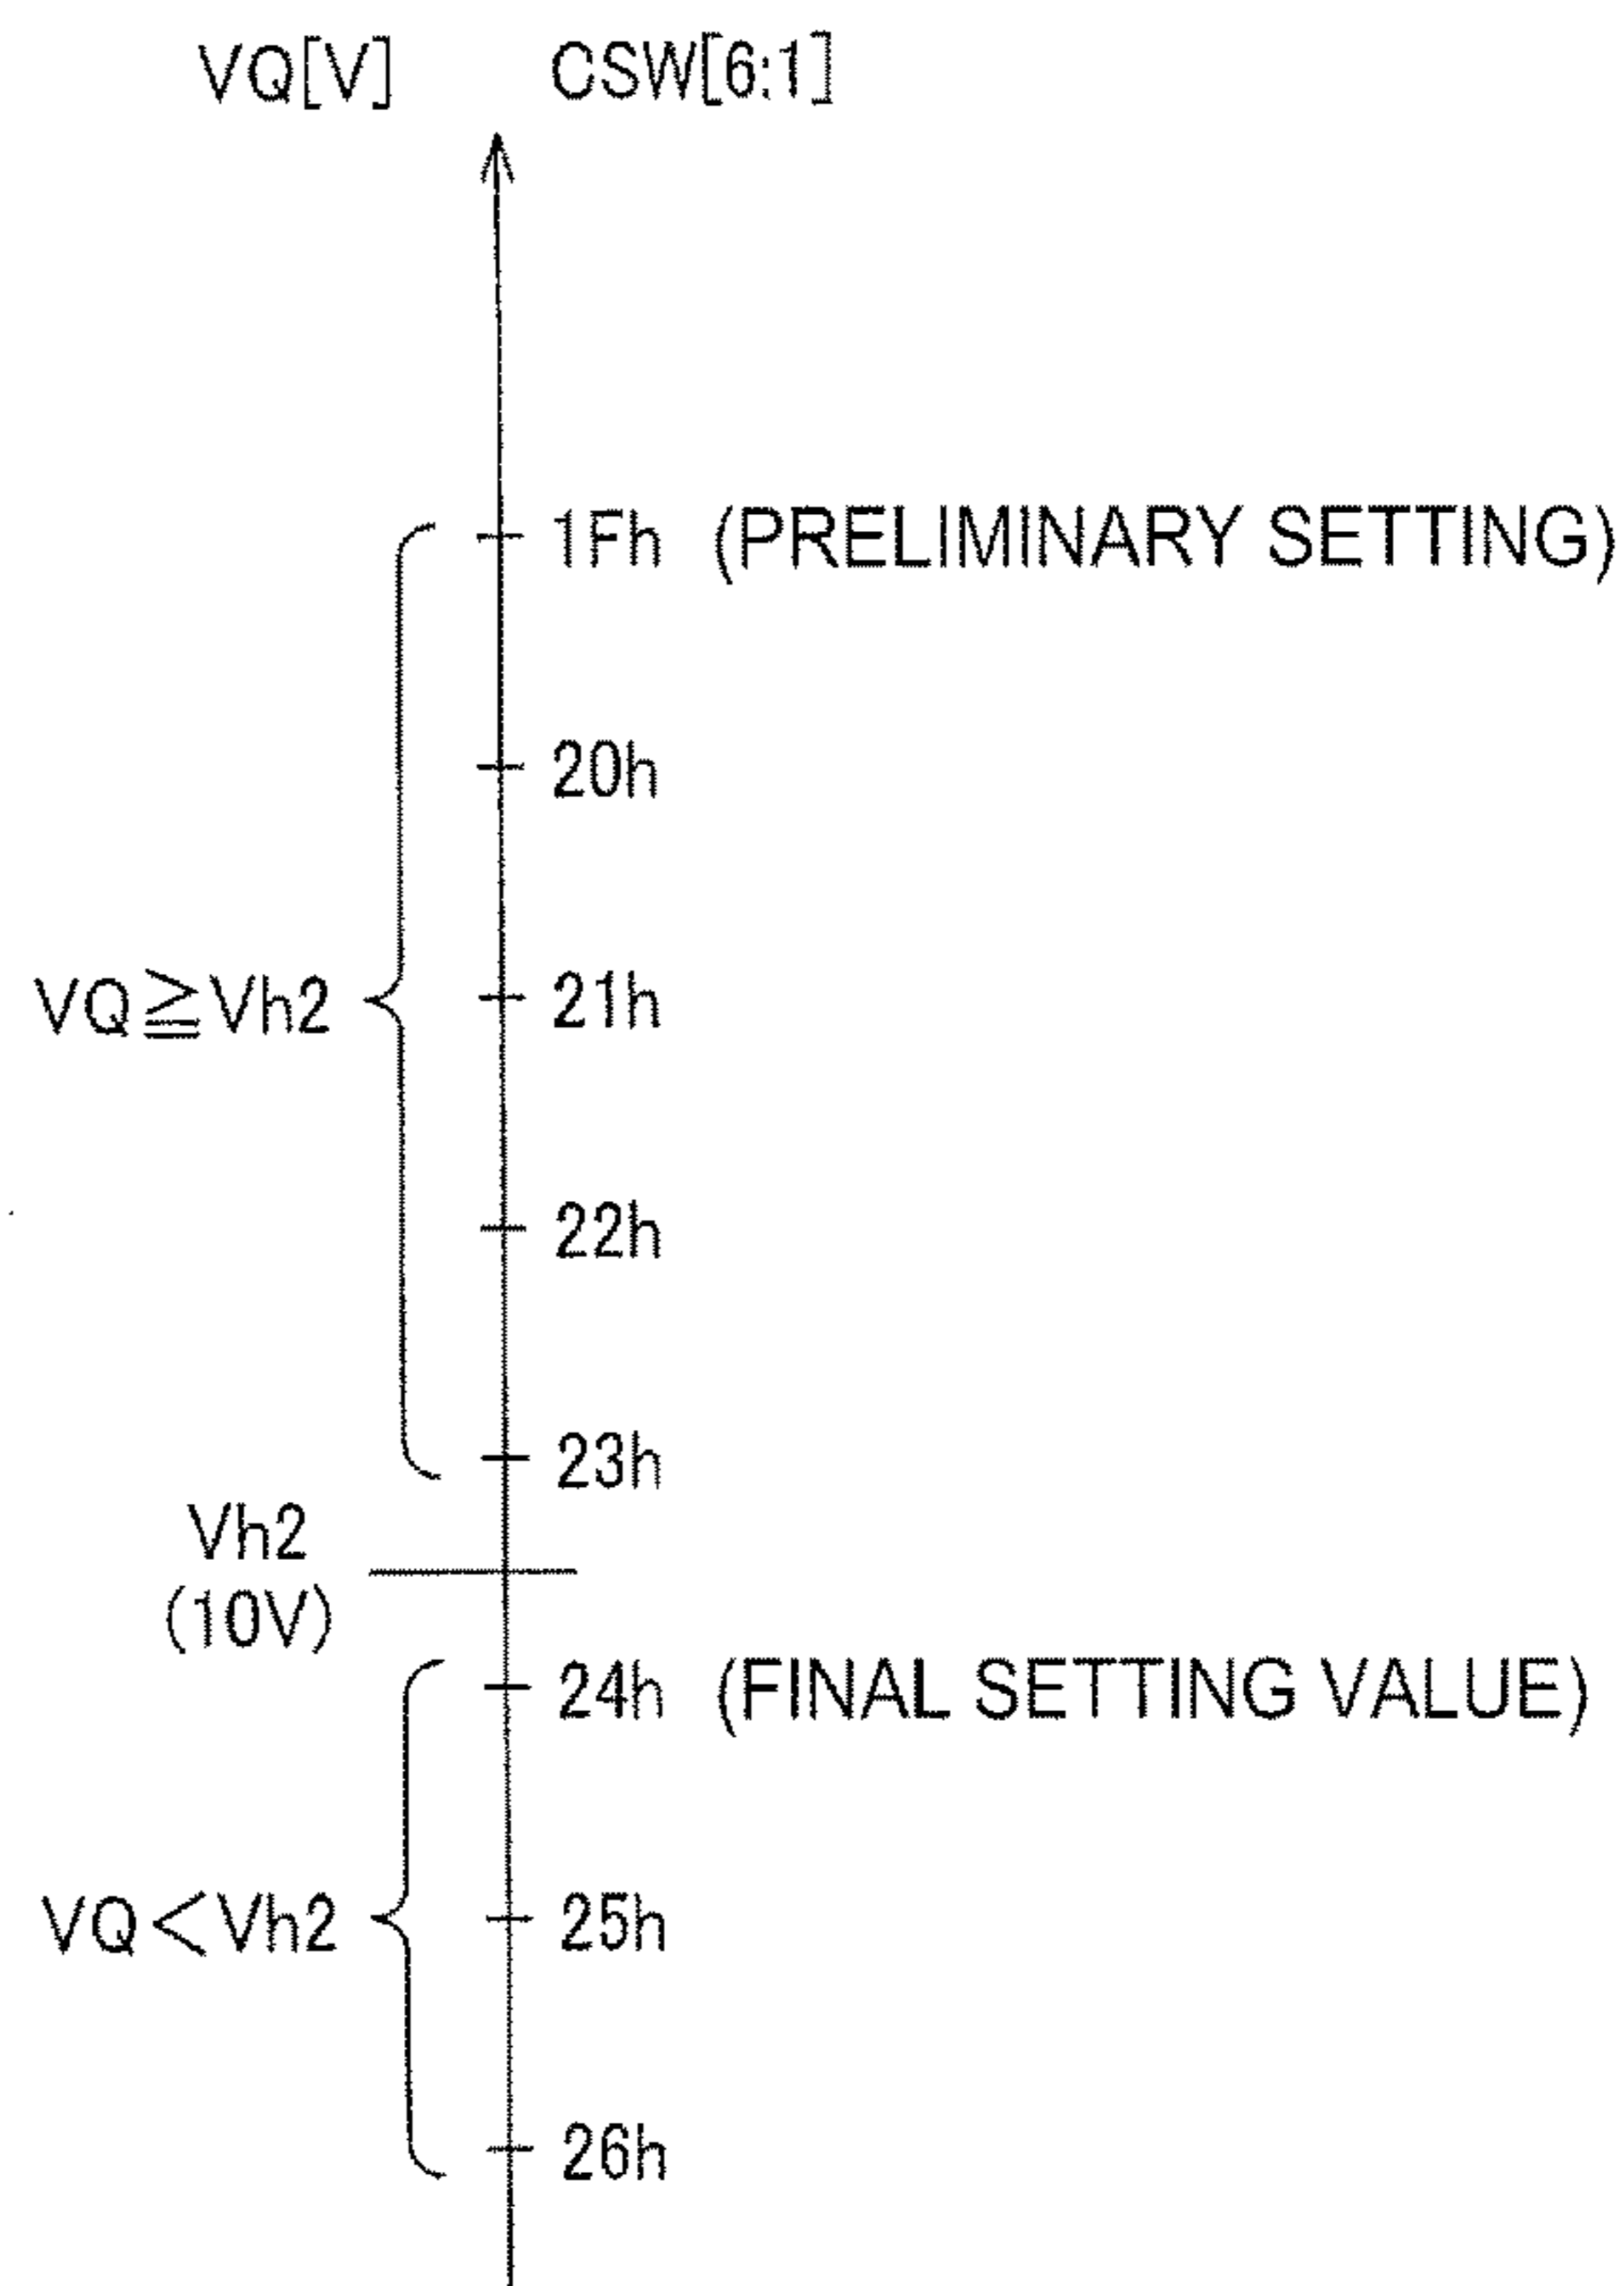 VQ[V] CSW[6:1]
1Fh (PRELIMINARY SETTING)
20h
VQ≧Vh2 21h
22h
23h
Vh2
(10V)
24h (FINAL SETTING VALUE)
VQ<Vh2 25h
26h